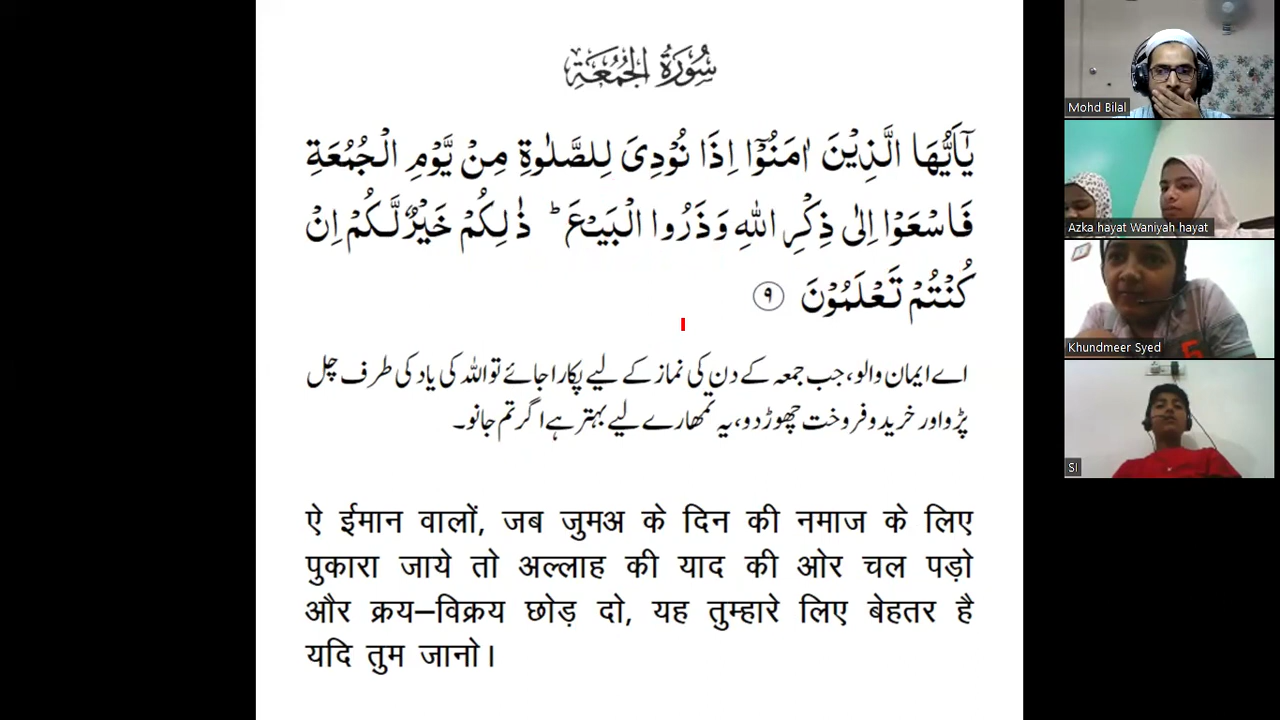 سُوۡرَةُ الجُمُعَةِ
يٰۤاَيُّهَا الَّذِيۡنَ اٰمَنُوۡۤا اِذَا نُوۡدِىَ لِلصَّلٰوةِ مِنۡ يَّوۡمِ الۡجُمُعَةِ
فَاسۡعَوۡا اِلٰى ذِكۡرِ اللّٰهِ وَذَرُوا الۡبَيۡعَ ؕ ذٰ لِكُمۡ خَيۡرٌ لَّـكُمۡ اِنۡ
كُنۡتُمۡ تَعۡلَمُوۡنَ ﴿۹﴾
اے ایمان والو، جب جمعہ کے دن کی نماز کے لیے پکارا جائے تو اللہ کی یاد کی طرف چل
پڑو اور خرید و فروخت چھوڑ دو، یہ تمھارے لیے بہتر ہے اگر تم جانو۔
ऐ ईमान वालों, जब जुमअ के दिन की नमाज के लिए
पुकारा जाये तो अल्लाह की याद की ओर चल पड़ो
और क्रय–विक्रय छोड़ दो, यह तुम्हारे लिए बेहतर है
यदि तुम जानो।
Mohd Bilal
Azka hayat Waniyah hayat
Khundmeer Syed
SI